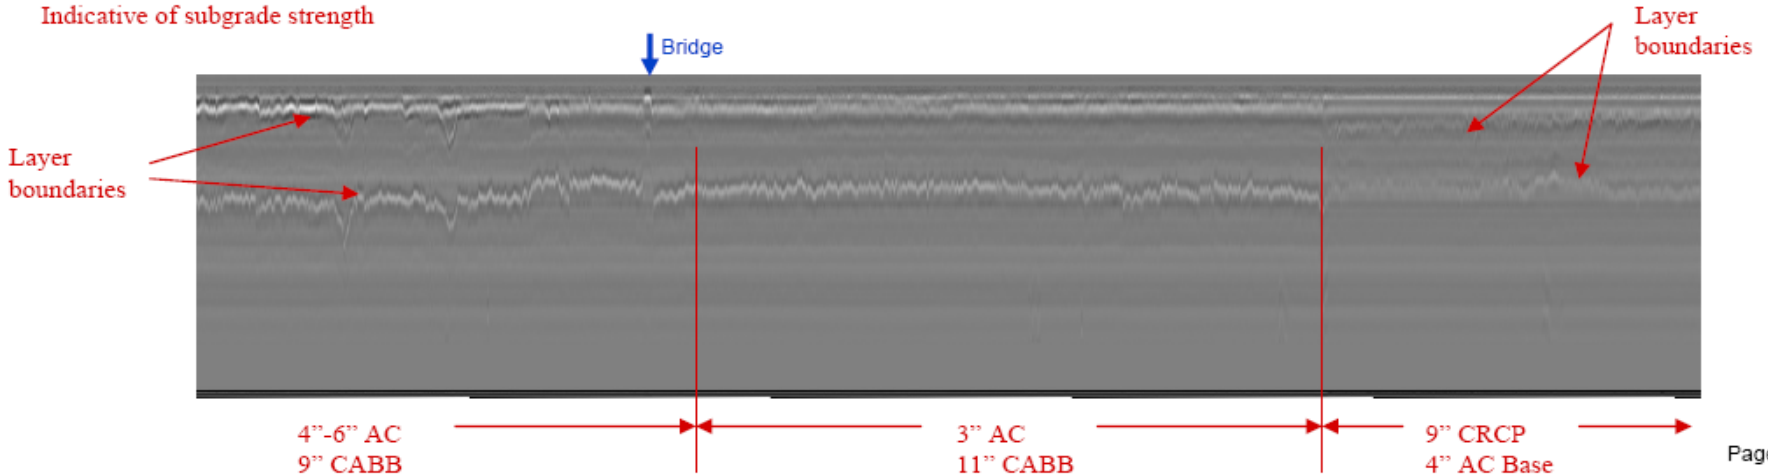 Indicative of subgrade strength
Bridge
Layer
boundaries
Layer
boundaries
4”-6” AC
9” CABB
3” AC
11” CABB
9” CRCP
4” AC Base
Page